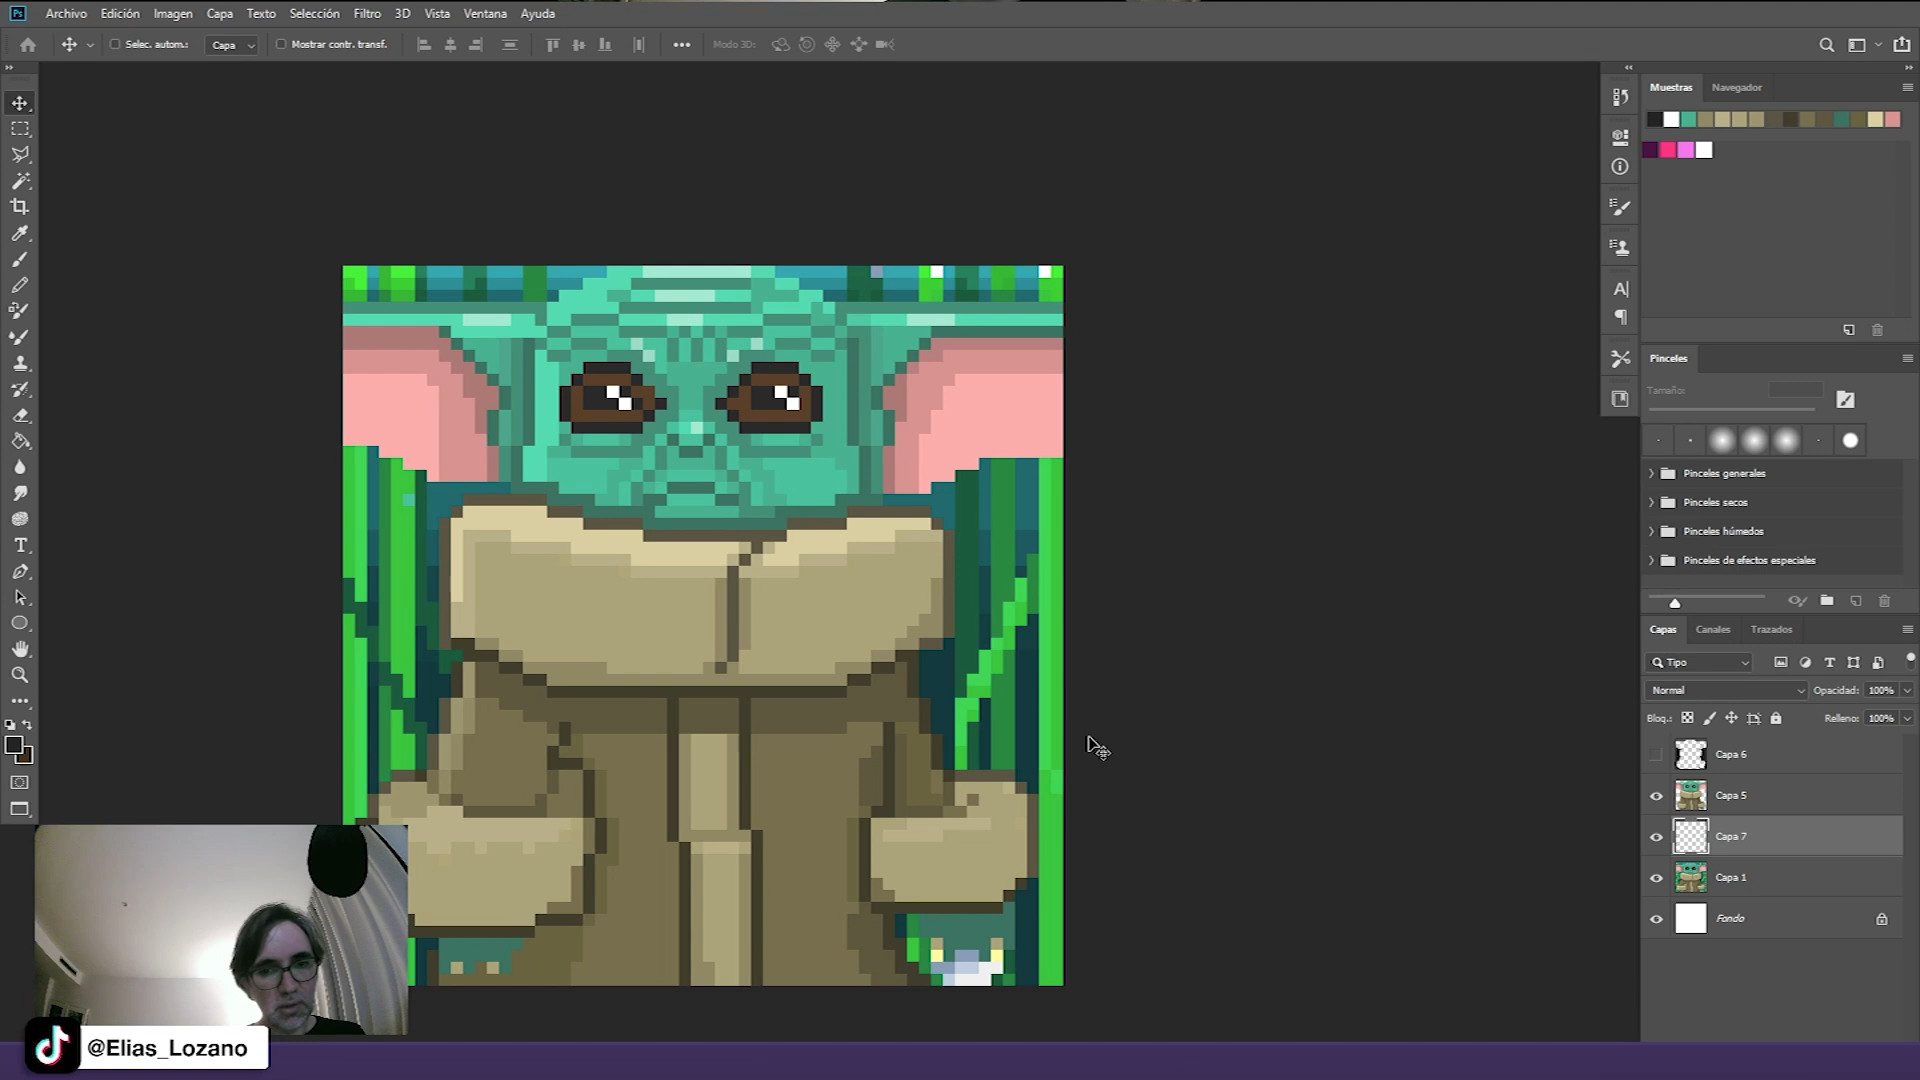 Ps Archivo Edición Imagen Capa Texto Selección Filtro 3D Vista Ventana Ayuda
Selec. autom.: Capa Mostrar contr. transf. Modo 3D:
Muestras Navegador
Pinceles
Tamaño:
Pinceles generales
Pinceles secos
Pinceles húmedos
Pinceles de efectos especiales
Capas Canales Trazados
Tipo
Normal Opacidad: 100%
Bloq.: Relleno: 100%
Capa 6
Capa 5
Capa 7
Capa 1
Fondo
@Elias_Lozano